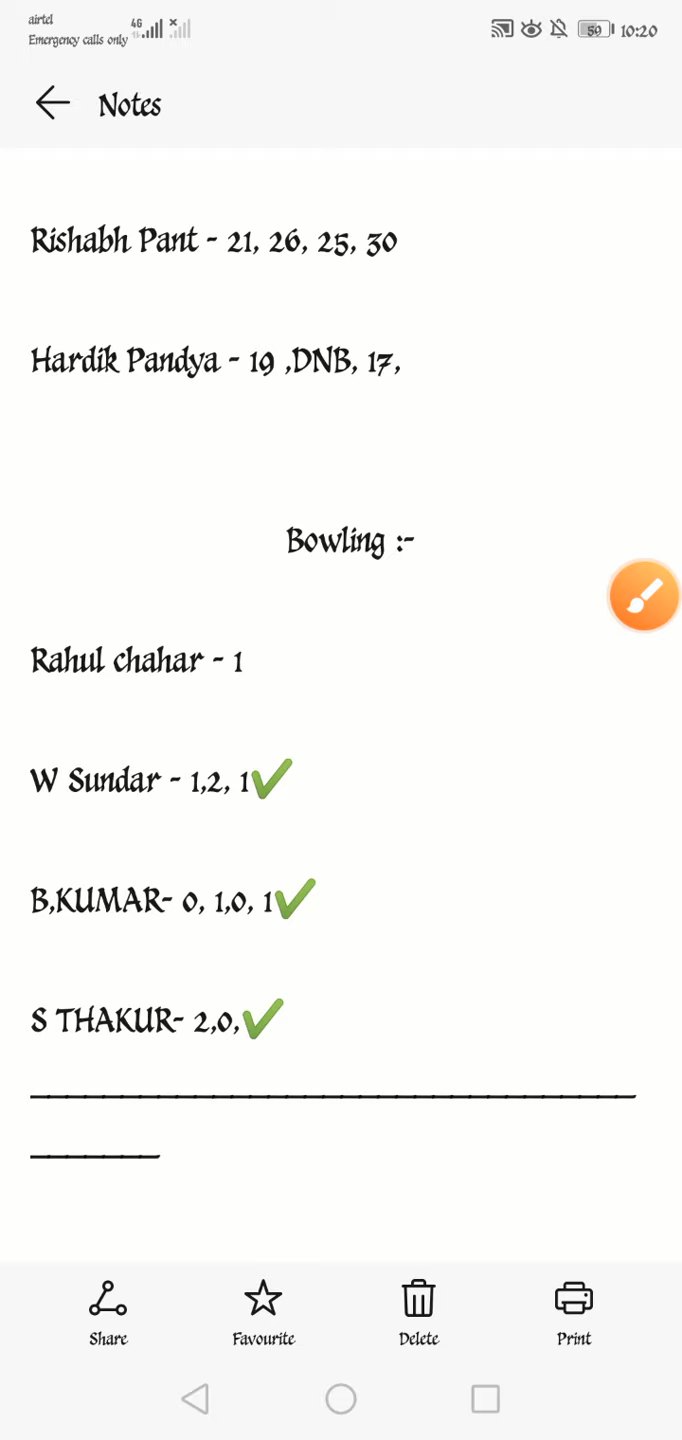 airtel 4G
Emergency calls only
59 10:20
Notes
Rishabh Pant - 21, 26, 25, 30
Hardik Pandya - 19 ,DNB, 17,
Bowling :-
Rahul chahar - 1
W Sundar - 1,2, 1✔
B,KUMAR- 0, 1,0, 1✔
S THAKUR- 2,0,✔
Share Favourite Delete Print